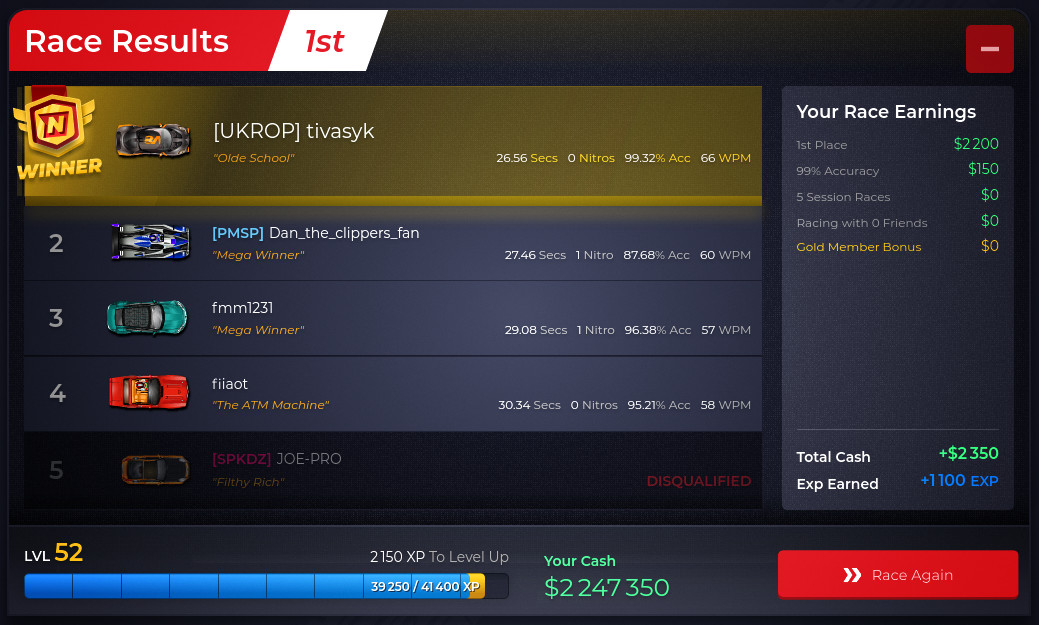 Race Results
1st
N
WINNER
[UKROP] tivasyk
"Olde School"
26.56 Secs 0 Nitros 99.32% Acc 66 WPM
2
[PMSP] Dan_the_clippers_fan
"Mega Winner"
27.46 Secs 1 Nitro 87.68% Acc 60 WPM
3
fmm1231
"Mega Winner"
29.08 Secs 1 Nitro 96.38% Acc 57 WPM
4
fiiaot
"The ATM Machine"
30.34 Secs 0 Nitros 95.21% Acc 58 WPM
5
[SPKDZ] JOE-PRO
"Filthy Rich"
DISQUALIFIED
Your Race Earnings
1st Place $2 200
99% Accuracy $150
5 Session Races $0
Racing with 0 Friends $0
Gold Member Bonus $0
Total Cash +$2 350
Exp Earned +1 100 EXP
LVL 52
2 150 XP To Level Up
39 250 / 41 400 XP
Your Cash
$2 247 350
Race Again